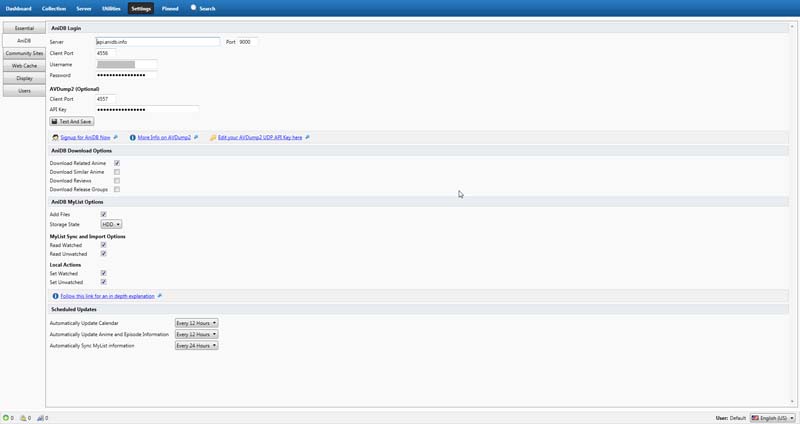 Dashboard Collection Server Utilities Settings Pinned Search
Essential
AniDB
Community Sites
Web Cache
Display
Users
AniDB Login
Server api.anidb.info Port 9000
Client Port 4556
Username
Password ••••••••••••••••
AVDump2 (Optional)
Client Port 4557
API Key ••••••••••••••••
Test And Save
Signup for AniDB Now More Info on AVDump2 Edit your AVDump2 UDP API Key here
AniDB Download Options
Download Related Anime
Download Similar Anime
Download Reviews
Download Release Groups
AniDB MyList Options
Add Files
Storage State HDD
MyList Sync and Import Options
Read Watched
Read Unwatched
Local Actions
Set Watched
Set Unwatched
Follow this link for an in depth explanation
Scheduled Updates
Automatically Update Calendar Every 12 Hours
Automatically Update Anime and Episode Information Every 12 Hours
Automatically Sync MyList information Every 24 Hours
0 0 0 User: Default English (US)